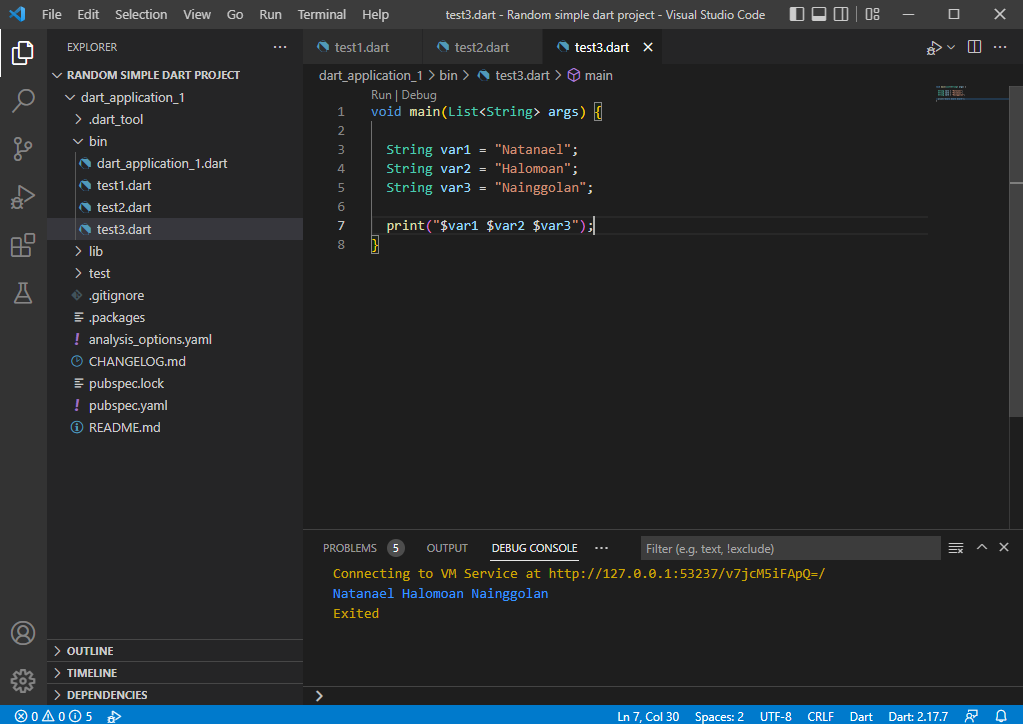 File Edit Selection View Go Run Terminal Help test3.dart - Random simple dart project - Visual Studio Code
EXPLORER
RANDOM SIMPLE DART PROJECT
dart_application_1
.dart_tool
bin
dart_application_1.dart
test1.dart
test2.dart
test3.dart
lib
test
.gitignore
.packages
analysis_options.yaml
CHANGELOG.md
pubspec.lock
pubspec.yaml
README.md
OUTLINE
TIMELINE
DEPENDENCIES
test1.dart test2.dart test3.dart
dart_application_1 > bin > test3.dart > main
Run | Debug
1 void main(List<String> args) {
2
3 String var1 = "Natanael";
4 String var2 = "Halomoan";
5 String var3 = "Nainggolan";
6
7 print("$var1 $var2 $var3");
8 }
PROBLEMS 5 OUTPUT DEBUG CONSOLE ... Filter (e.g. text, !exclude)
Connecting to VM Service at http://127.0.0.1:53237/v7jcM5iFApQ=/
Natanael Halomoan Nainggolan
Exited
>
0 0 5 Ln 7, Col 30 Spaces: 2 UTF-8 CRLF Dart Dart: 2.17.7